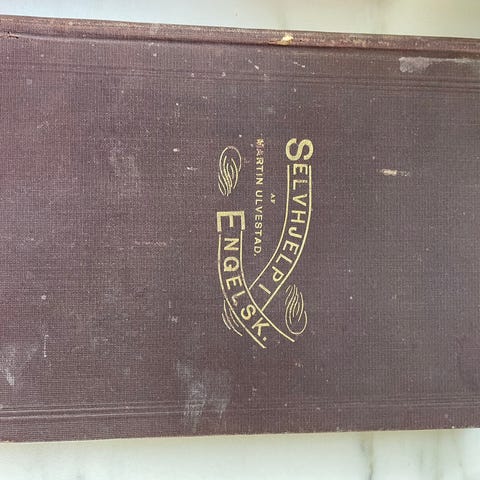 SELVHJELP I
ENGELSK.
AF
MARTIN ULVESTAD.